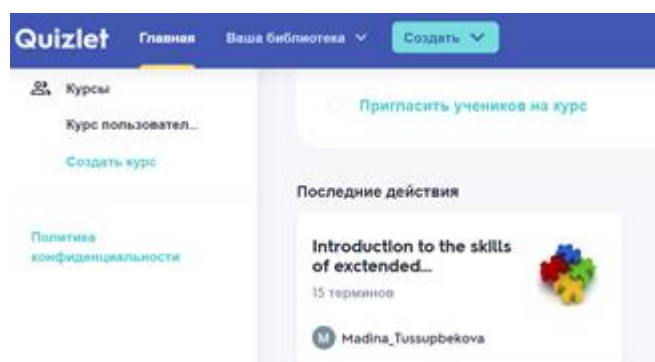 Quizlet Главная Ваша библиотека Создать
Курсы
Курс пользовател...
Создать курс
Политика
конфиденциальности
Пригласить учеников на курс
Последние действия
Introduction to the skills
of exctended...
15 терминов
M Madina_Tussupbekova